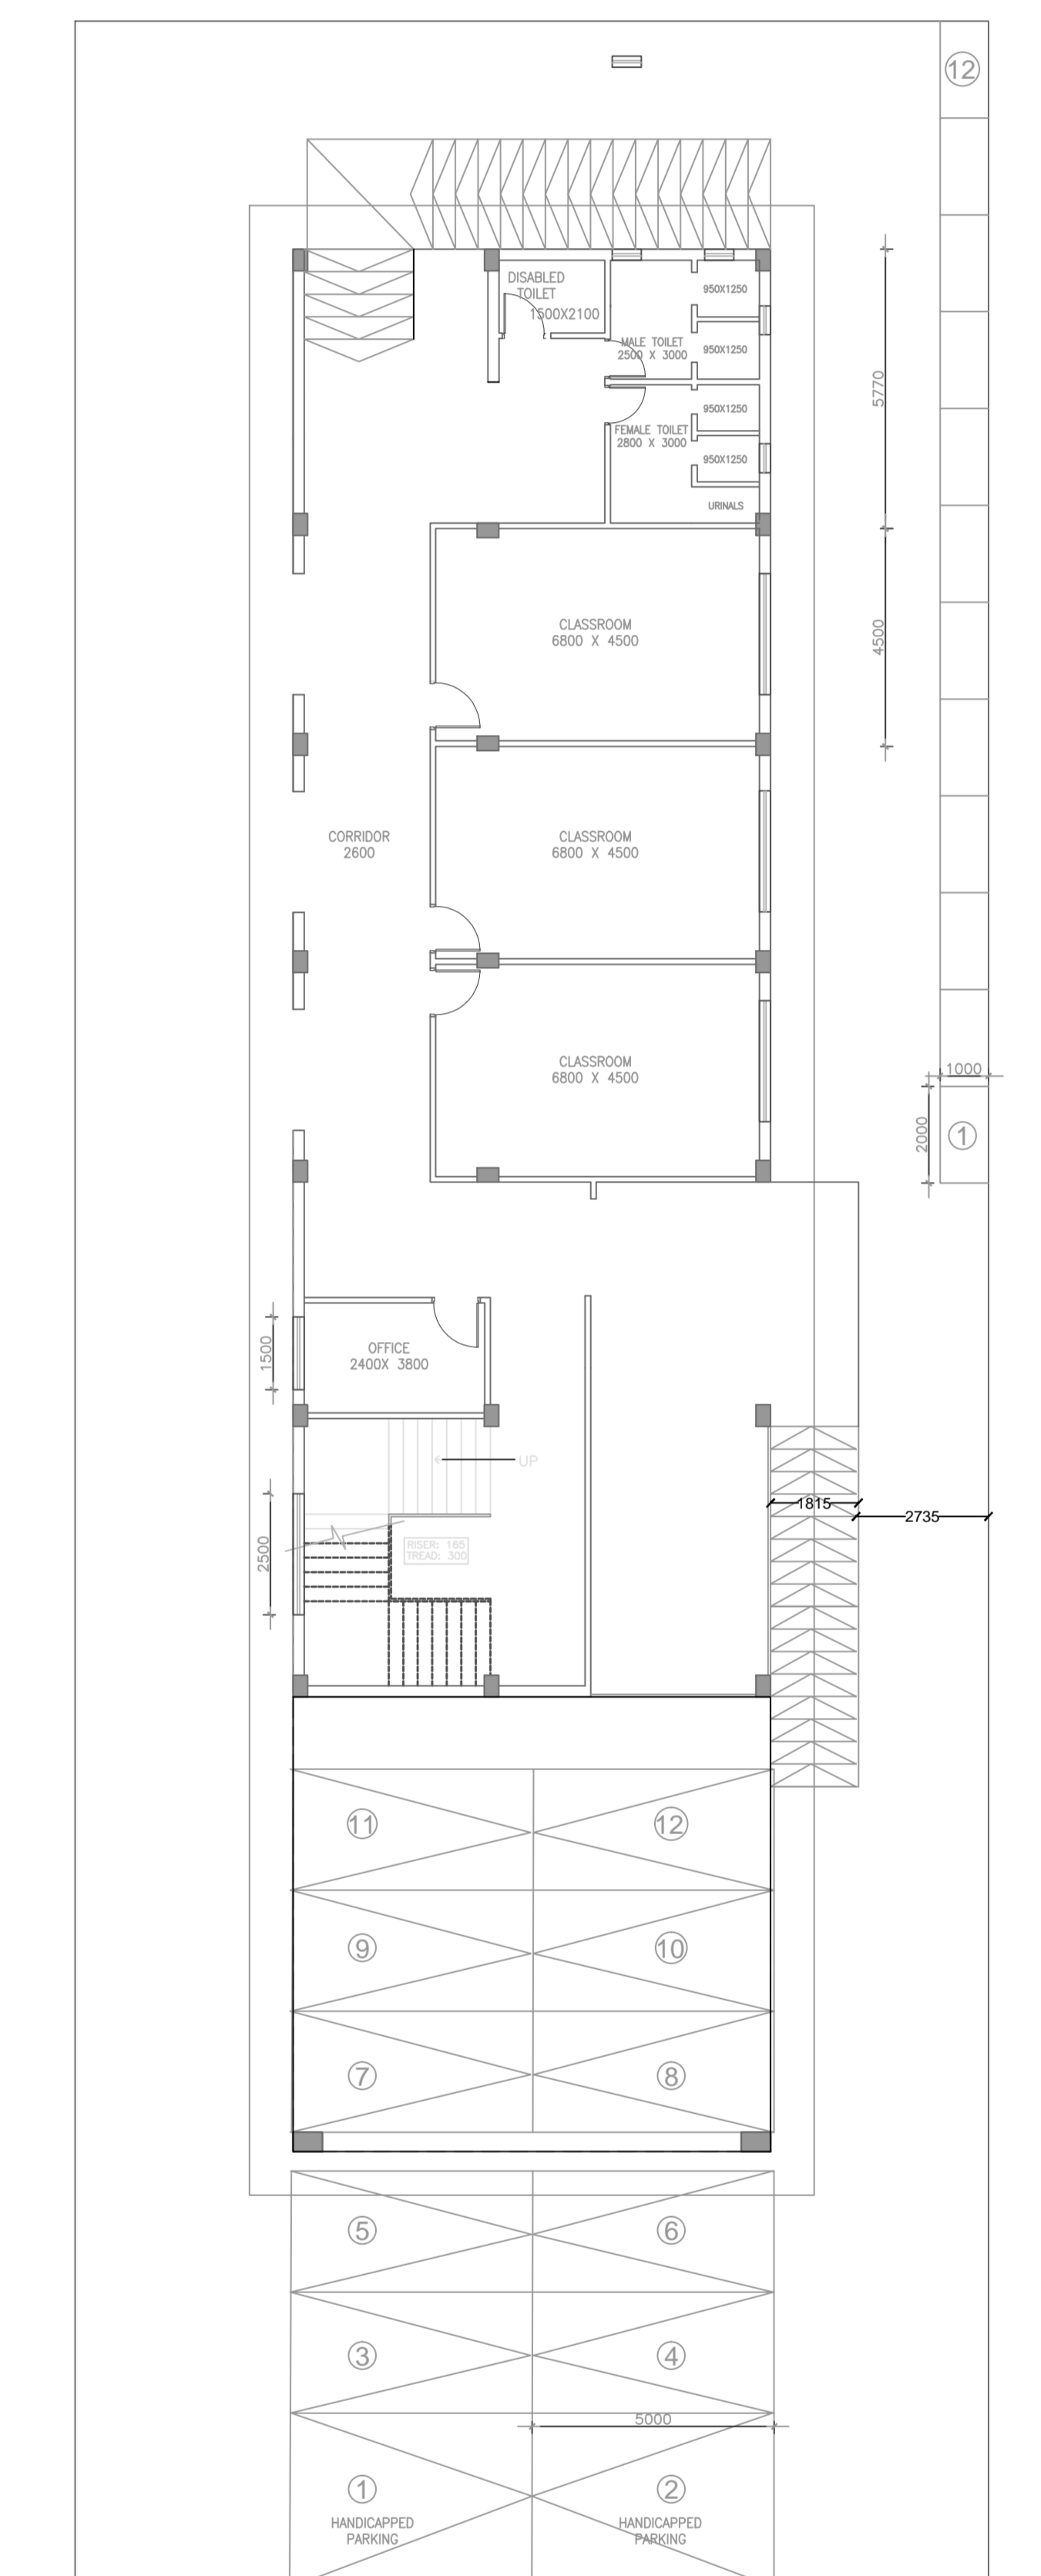 12
DISABLED
TOILET
1500X2100
950X1250
MALE TOILET
2500 X 3000
950X1250
5770
950X1250
FEMALE TOILET
2800 X 3000
950X1250
URINALS
CLASSROOM
6800 X 4500
4500
CORRIDOR
2600
CLASSROOM
6800 X 4500
CLASSROOM
6800 X 4500
1000
2000
1
1500
OFFICE
2400X 3800
UP
1815
2735
2500
RISER: 165
TREAD: 300
11
12
9
10
7
8
5
6
3
4
5000
1
2
HANDICAPPED
PARKING
HANDICAPPED
PARKING